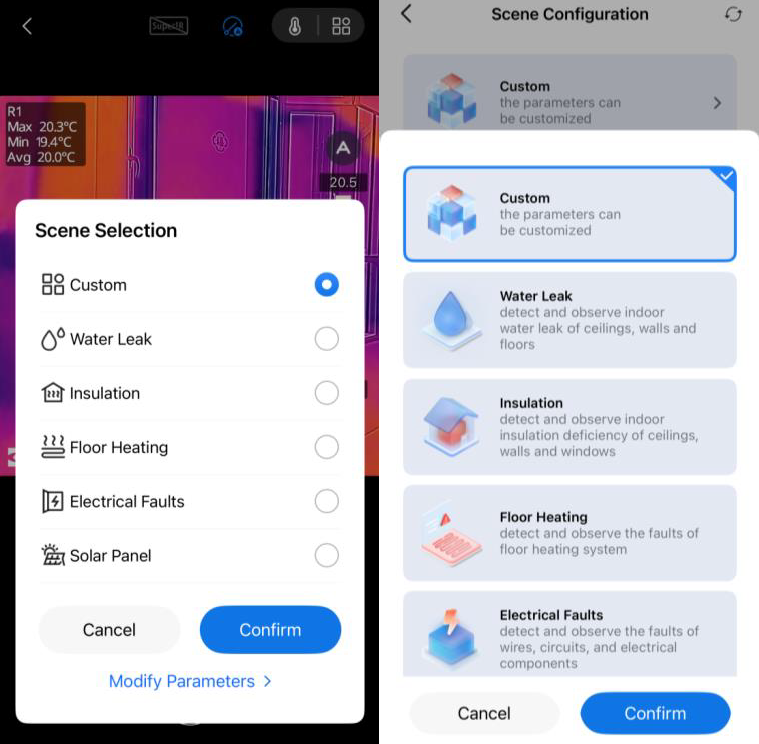 SuperIR
R1
Max 20.3°C
Min 19.4°C
Avg 20.0°C
A
20.5
Scene Selection
Custom
Water Leak
Insulation
Floor Heating
Electrical Faults
Solar Panel
Cancel
Confirm
Modify Parameters >
Scene Configuration
Custom
the parameters can
be customized
Custom
the parameters can
be customized
Water Leak
detect and observe indoor
water leak of ceilings, walls and
floors
Insulation
detect and observe indoor
insulation deficiency of ceilings,
walls and windows
Floor Heating
detect and observe the faults of
floor heating system
Electrical Faults
detect and observe the faults of
wires, circuits, and electrical
components
Cancel
Confirm